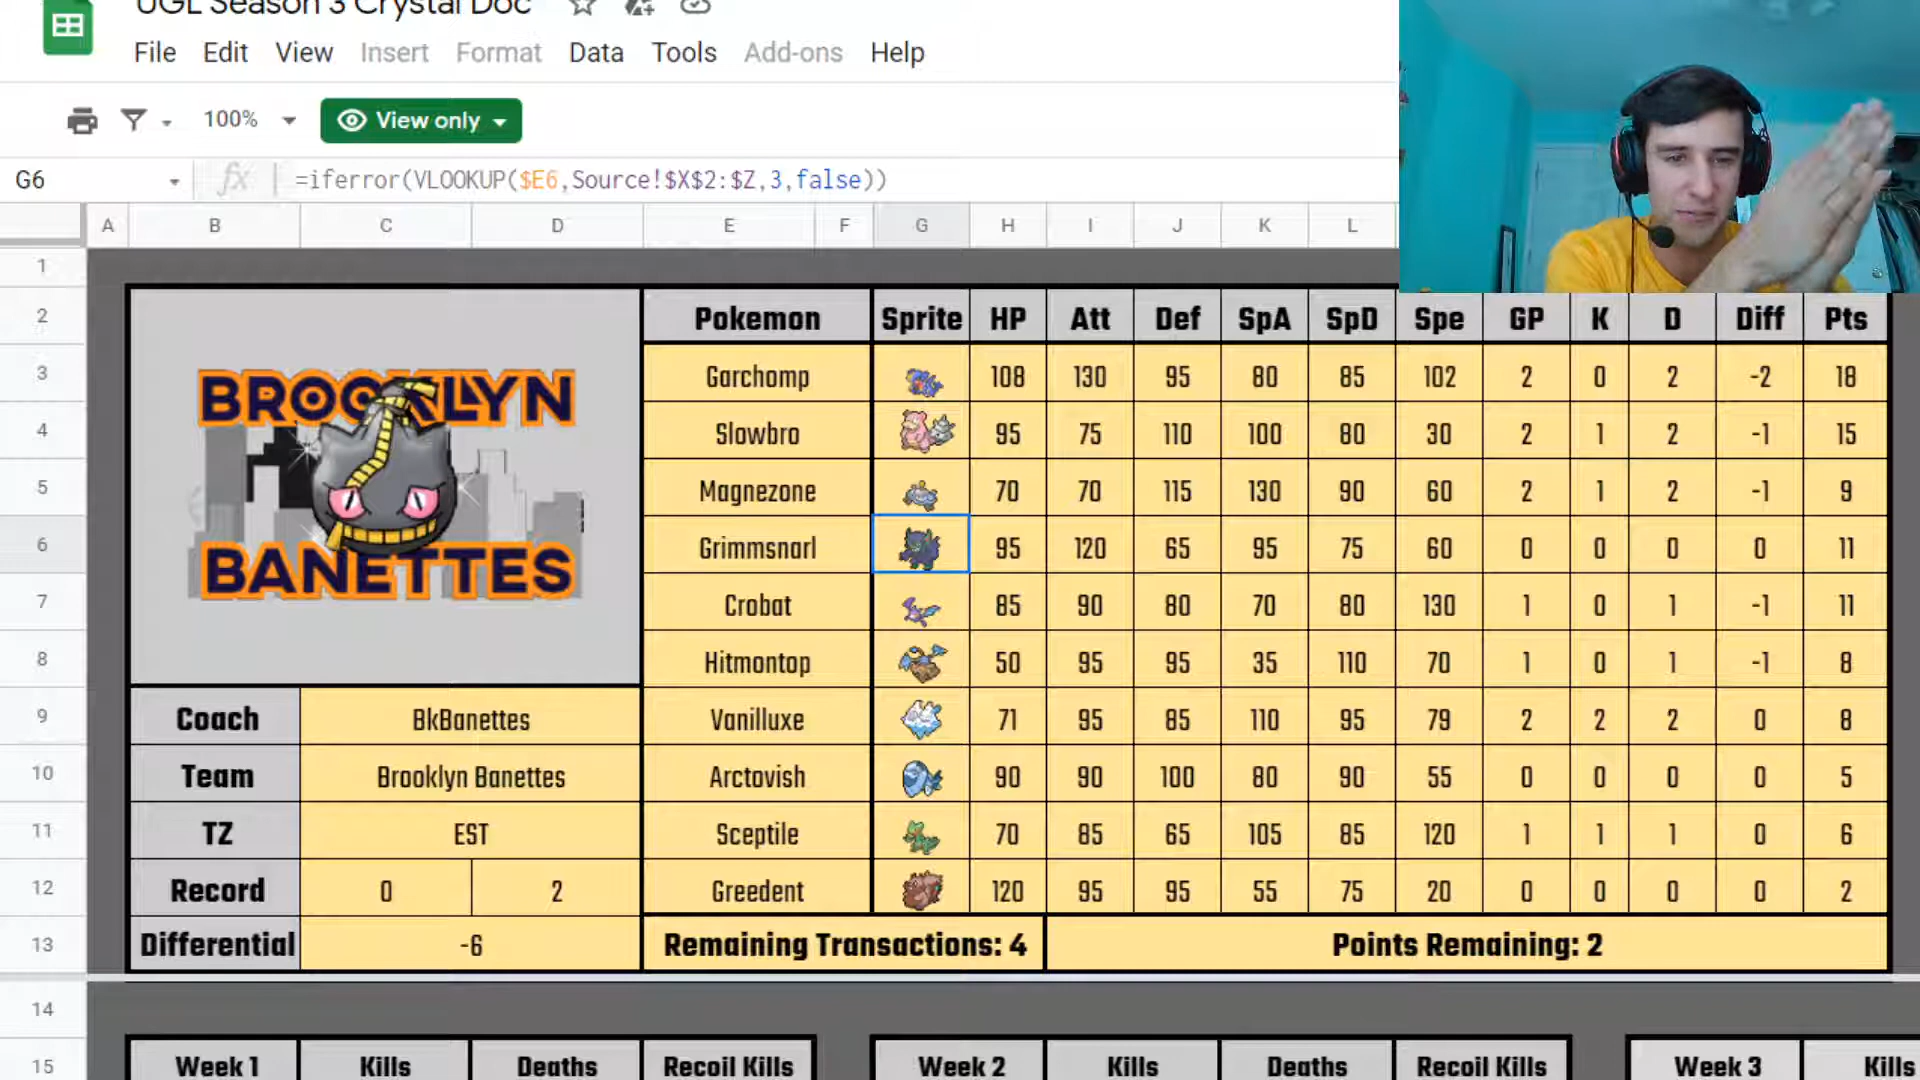 UGL Season 3 Crystal Doc
File Edit View Insert Format Data Tools Add-ons Help
100% View only
G6 fx =iferror(VLOOKUP($E6,Source!$X$2:$Z,3,false))
A B C D E F G H I J K L
1
2 Pokemon Sprite HP Att Def SpA SpD Spe GP K D Diff Pts
3 Garchomp 108 130 95 80 85 102 2 0 2 -2 18
BROOKLYN
4 Slowbro 95 75 110 100 80 30 2 1 2 -1 15
5 Magnezone 70 70 115 130 90 60 2 1 2 -1 9
6 Grimmsnarl 95 120 65 95 75 60 0 0 0 0 11
BANETTES
7 Crobat 85 90 80 70 80 130 1 0 1 -1 11
8 Hitmontop 50 95 95 35 110 70 1 0 1 -1 8
9 Coach BkBanettes Vanilluxe 71 95 85 110 95 79 2 2 2 0 8
10 Team Brooklyn Banettes Arctovish 90 90 100 80 90 55 0 0 0 0 5
11 TZ EST Sceptile 70 85 65 105 85 120 1 1 1 0 6
12 Record 0 2 Greedent 120 95 95 55 75 20 0 0 0 0 2
13 Differential -6 Remaining Transactions: 4 Points Remaining: 2
14
15 Week 1 Kills Deaths Recoil Kills Week 2 Kills Deaths Recoil Kills Week 3 Kills